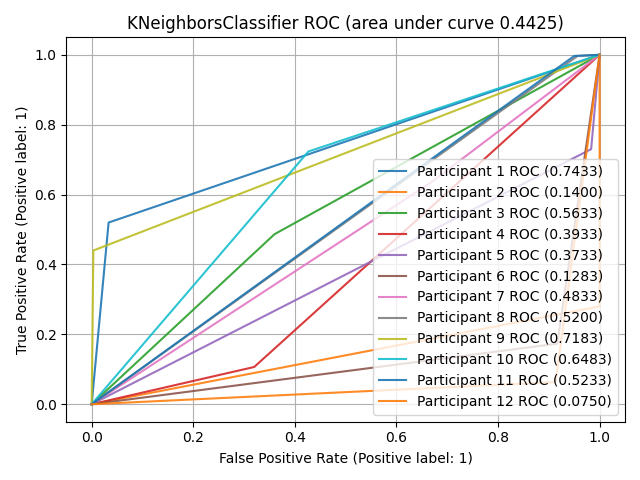 KNeighborsClassifier ROC (area under curve 0.4425)
1.0
0.8
0.6
0.4
0.2
0.0
True Positive Rate (Positive label: 1)
Participant 1 ROC (0.7433)
Participant 2 ROC (0.1400)
Participant 3 ROC (0.5633)
Participant 4 ROC (0.3933)
Participant 5 ROC (0.3733)
Participant 6 ROC (0.1283)
Participant 7 ROC (0.4833)
Participant 8 ROC (0.5200)
Participant 9 ROC (0.7183)
Participant 10 ROC (0.6483)
Participant 11 ROC (0.5233)
Participant 12 ROC (0.0750)
0.0 0.2 0.4 0.6 0.8 1.0
False Positive Rate (Positive label: 1)